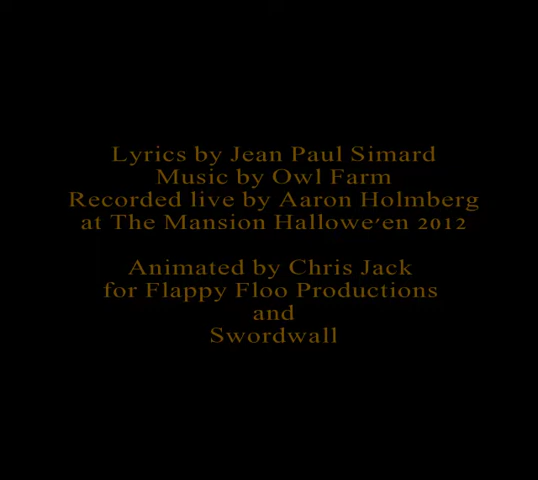 Lyrics by Jean Paul Simard
Music by Owl Farm
Recorded live by Aaron Holmberg
at The Mansion Hallowe'en 2012
Animated by Chris Jack
for Flappy Floo Productions
and
Swordwall